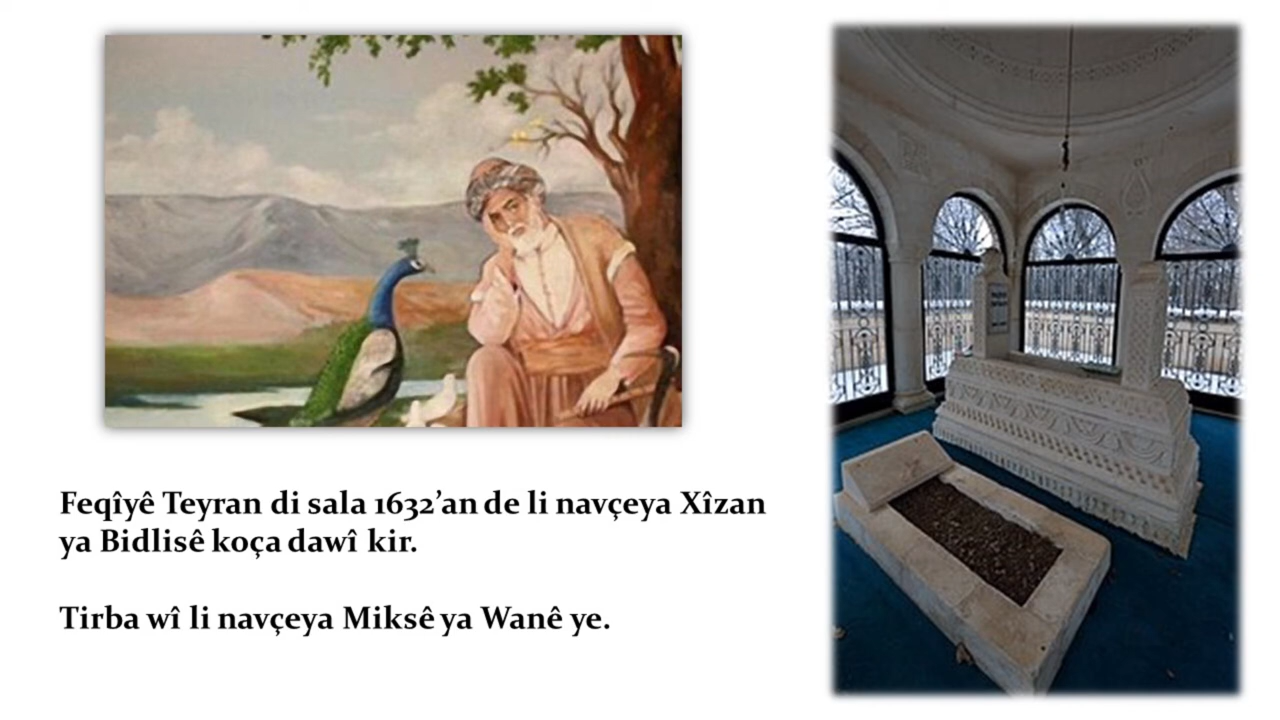 Feqîyê Teyran di sala 1632’an de li navçeya Xîzan
ya Bidlisê koça dawî kir.
Tirba wî li navçeya Miksê ya Wanê ye.